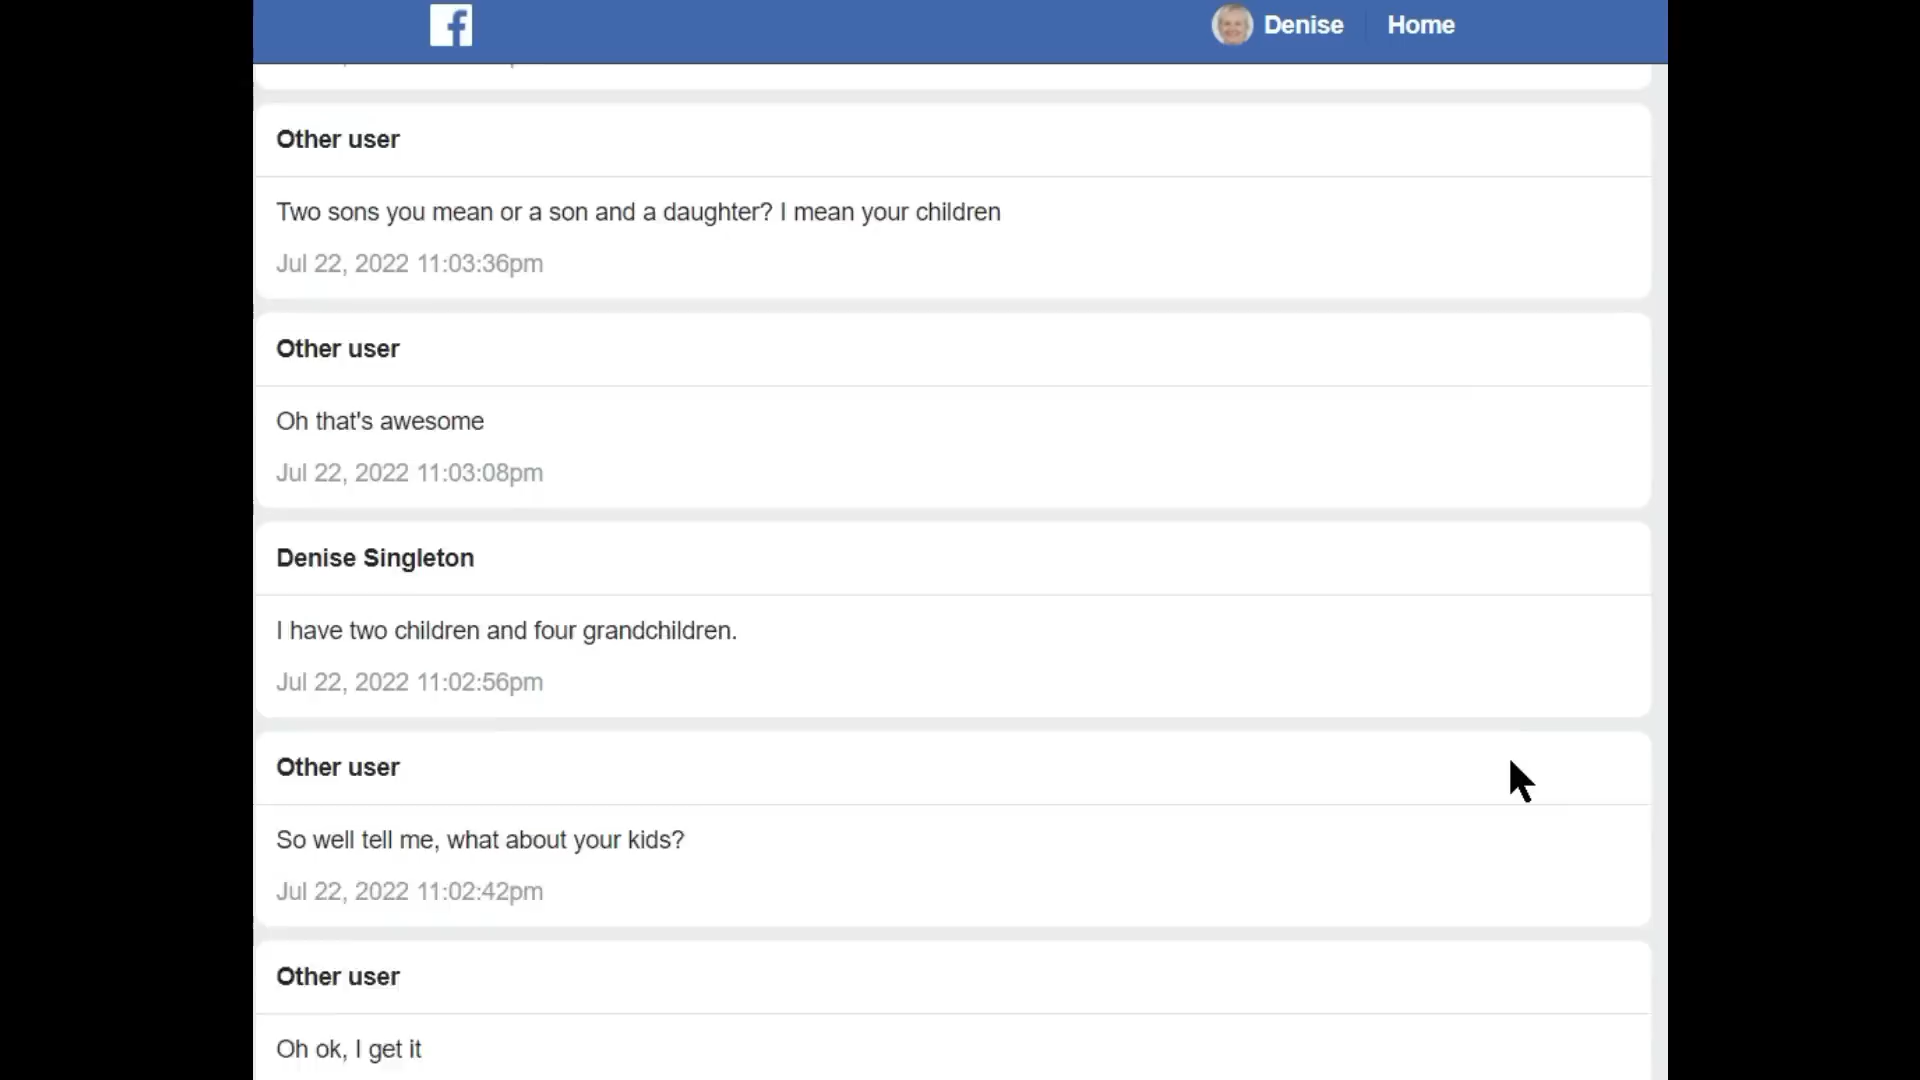 Denise
Home
Other user
Two sons you mean or a son and a daughter? I mean your children
Jul 22, 2022 11:03:36pm
Other user
Oh that's awesome
Jul 22, 2022 11:03:08pm
Denise Singleton
I have two children and four grandchildren.
Jul 22, 2022 11:02:56pm
Other user
So well tell me, what about your kids?
Jul 22, 2022 11:02:42pm
Other user
Oh ok, I get it